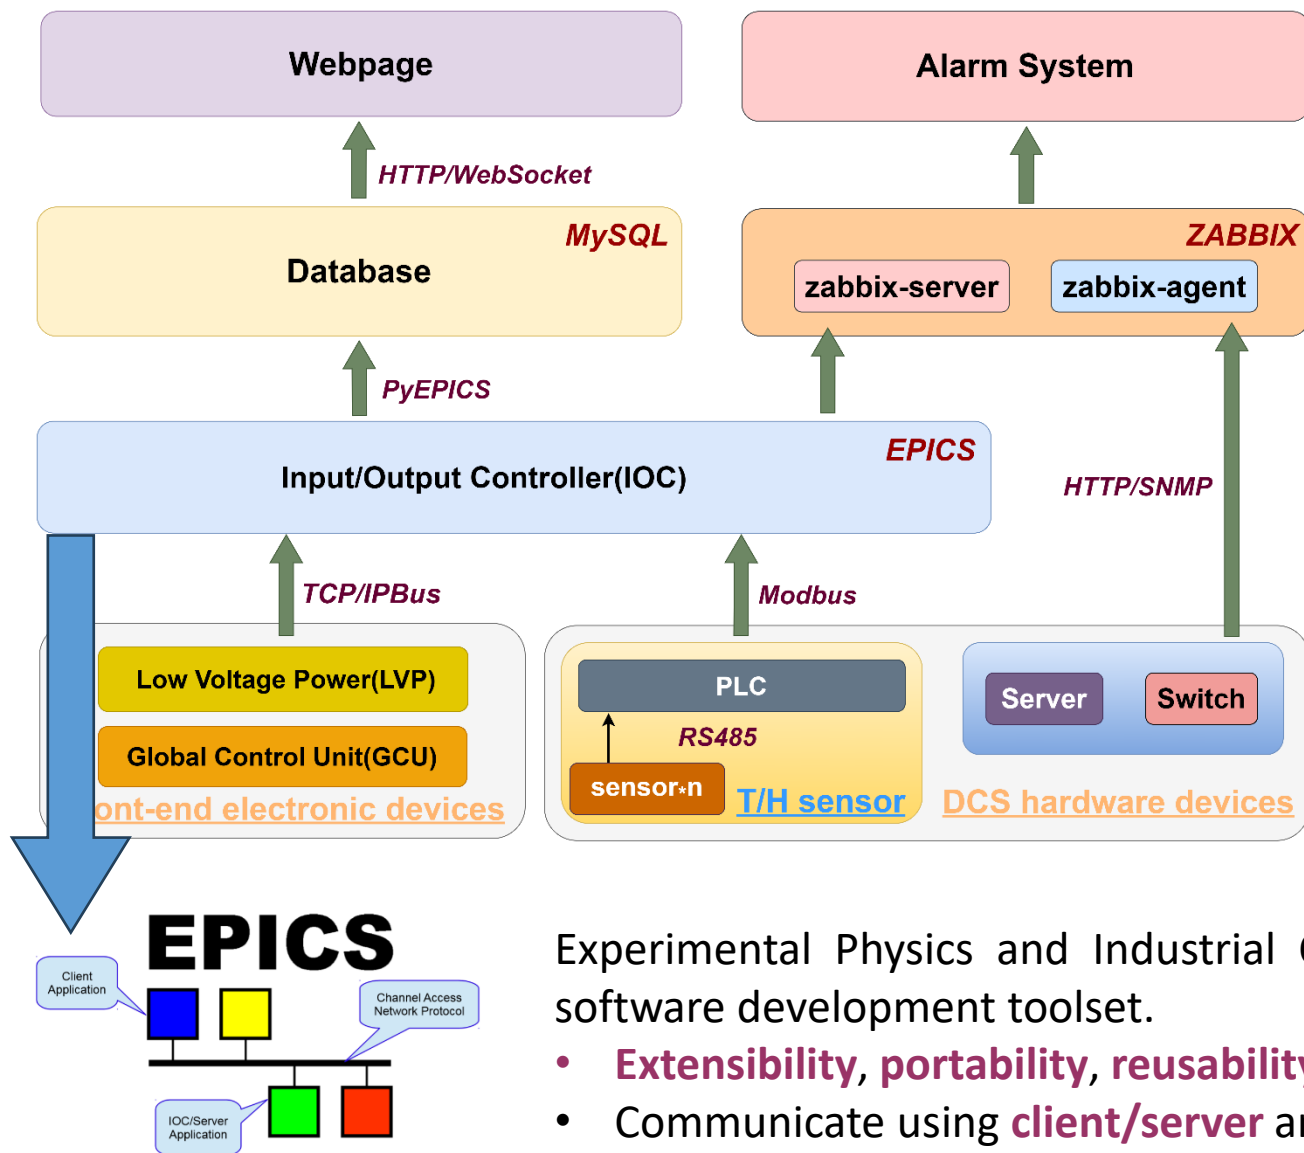 Webpage
Alarm System
HTTP/WebSocket
MySQL
Database
ZABBIX
zabbix-server
zabbix-agent
PyEPICS
EPICS
Input/Output Controller(IOC)
HTTP/SNMP
TCP/IPBus
Modbus
Low Voltage Power(LVP)
Global Control Unit(GCU)
ont-end electronic devices
PLC
RS485
sensor*n
T/H sensor
Server
Switch
DCS hardware devices
EPICS
Client
Application
Channel Access
Network Protocol
IOC/Server
Application
Experimental Physics and Industrial
software development toolset.
• Extensibility, portability, reusability
• Communicate using client/server